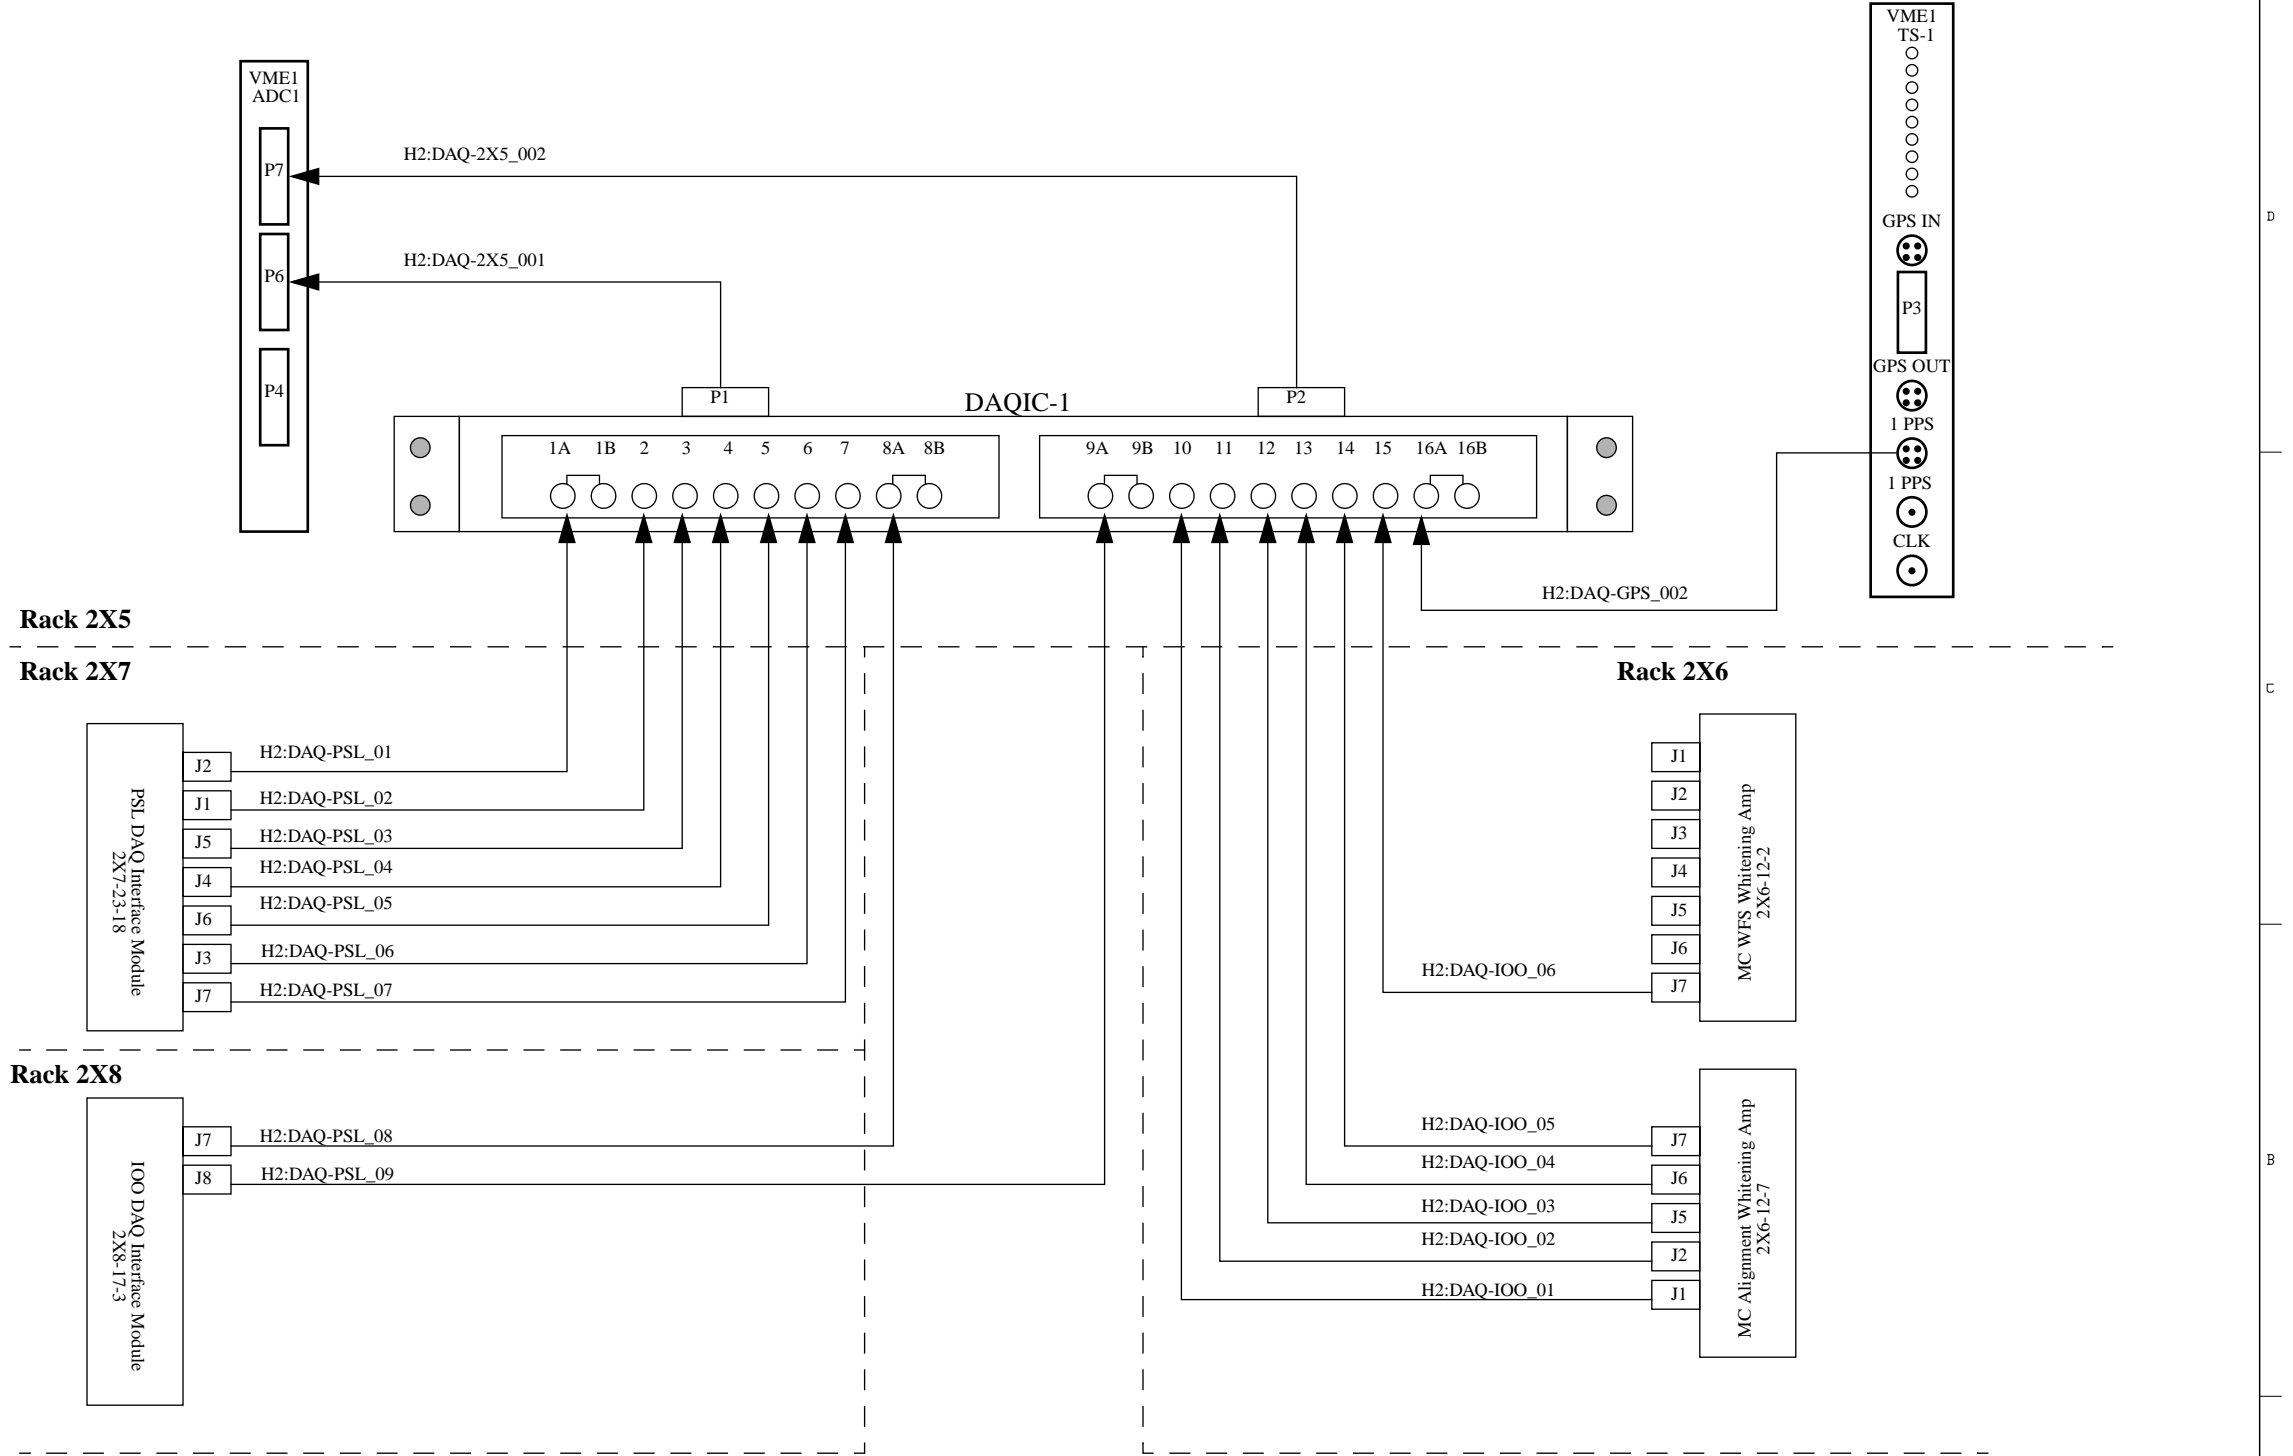 VME1
TS-1
VME1
ADC1
H2:DAQ-2X5_002
P7
D
GPS IN
H2:DAQ-2X5_001
P6
P3
GPS OUT
P4
P1
DAQIC-1
P2
1 PPS
1A 1B 2 3 4 5 6 7 8A 8B
9A 9B 10 11 12 13 14 15 16A 16B
1 PPS
CLK
H2:DAQ-GPS_002
Rack 2X5
Rack 2X7
Rack 2X6
C
J2
H2:DAQ-PSL_01
J1
H2:DAQ-PSL_02
J5
H2:DAQ-PSL_03
J4
H2:DAQ-PSL_04
J6
H2:DAQ-PSL_05
J3
H2:DAQ-PSL_06
J7
H2:DAQ-PSL_07
PSL DAQ Interface Module
2X7-23-18
J1
J2
J3
J4
J5
J6
H2:DAQ-IOO_06
J7
MC WFS Whitening Amp
2X6-12-2
Rack 2X8
J7
H2:DAQ-PSL_08
J8
H2:DAQ-PSL_09
IOO DAQ Interface Module
2X8-17-3
H2:DAQ-IOO_05
J7
H2:DAQ-IOO_04
J6
H2:DAQ-IOO_03
J5
H2:DAQ-IOO_02
J2
H2:DAQ-IOO_01
J1
MC Alignment Whitening Amp
2X6-12-7
B